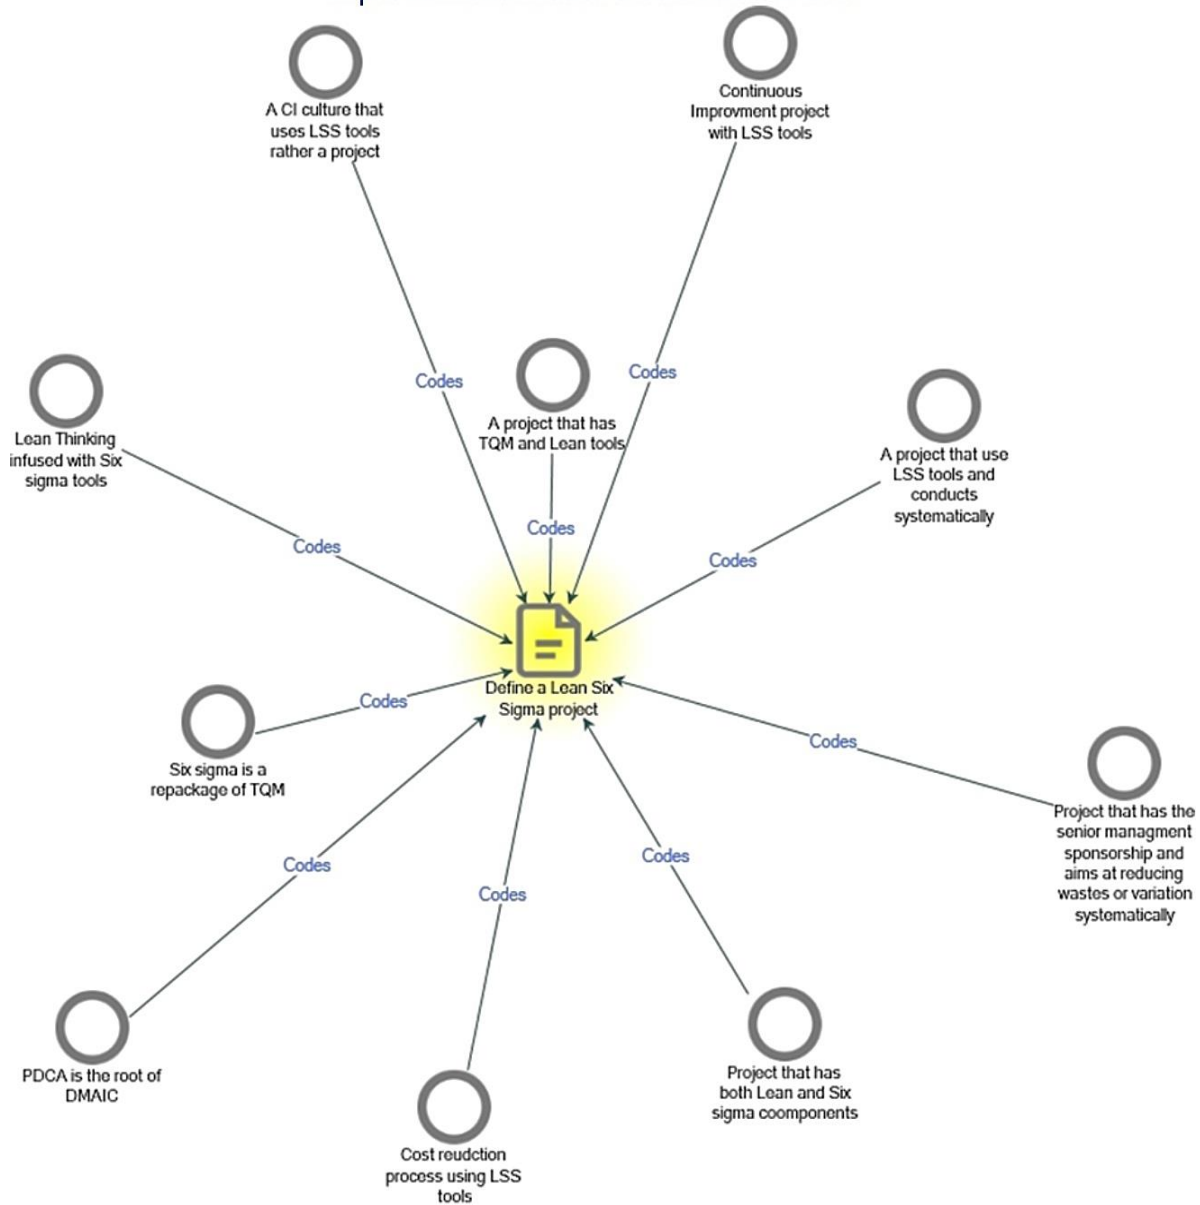 A CI culture that
uses LSS tools
rather a project
Continuous
Improvment project
with LSS tools
Codes
Codes
Lean Thinking
infused with Six
sigma tools
A project that has
TQM and Lean tools
A project that use
LSS tools and
conducts
systematically
Codes
Codes
Codes
Define a Lean Six
Sigma project
Codes
Six sigma is a
repackage of TQM
Codes
Project that has the
senior managment
sponsorship and
aims at reducing
wastes or variation
systematically
Codes
Codes
Codes
PDCA is the root of
DMAIC
Project that has
both Lean and Six
sigma coomponents
Cost reudction
process using LSS
tools